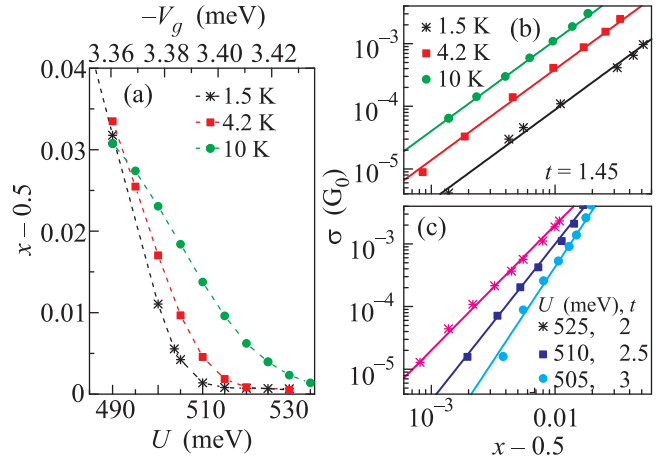 −V_g (meV)
3.36 3.38 3.40 3.42
0.04
0.03
0.02
0.01
0
x − 0.5
(a)
1.5 K
4.2 K
10 K
490 510 530
U (meV)
(b)
1.5 K
4.2 K
10 K
t = 1.45
10⁻³
10⁻⁴
10⁻⁵
σ (G₀)
(c)
10⁻³
10⁻⁴
10⁻⁵
U (meV), t
525, 2
510, 2.5
505, 3
10⁻³ 0.01
x − 0.5